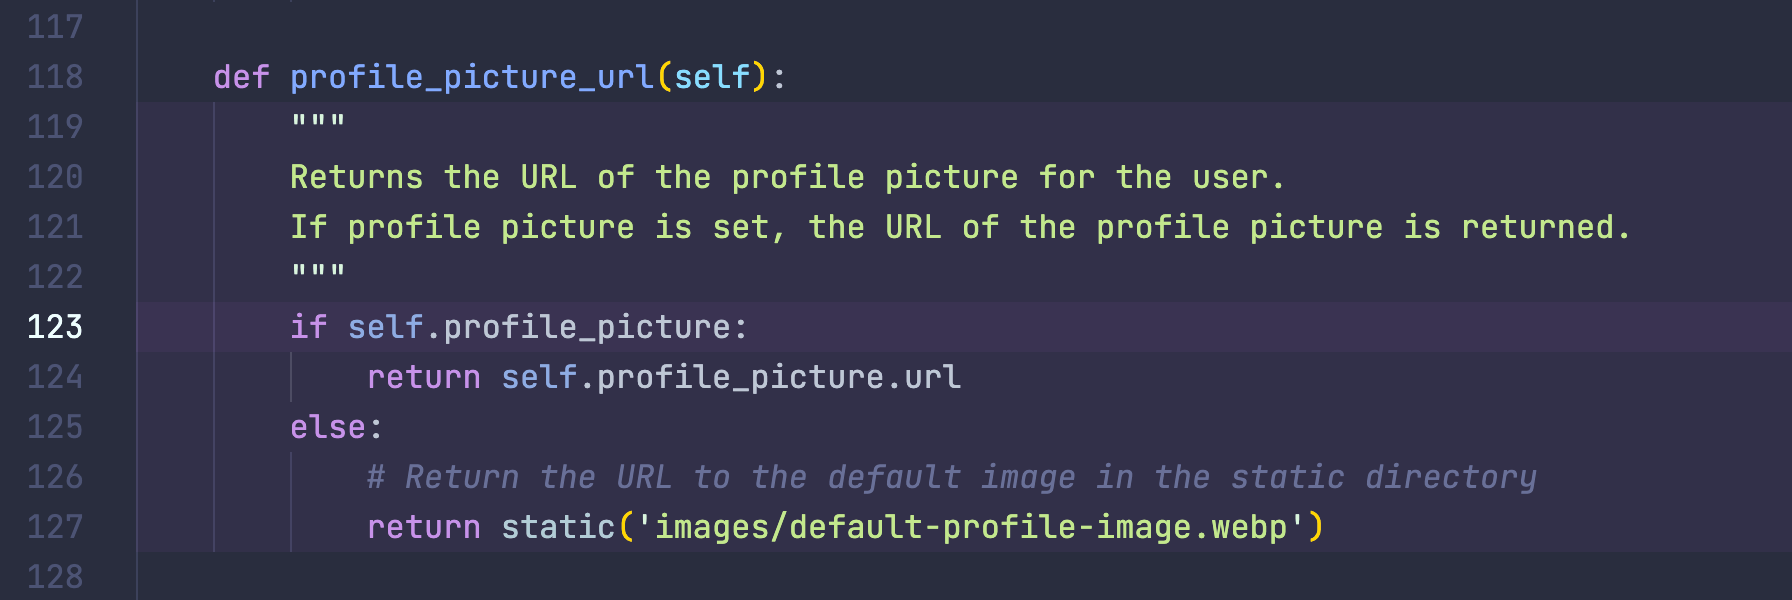 117
118 def profile_picture_url(self):
119 """
120 Returns the URL of the profile picture for the user.
121 If profile picture is set, the URL of the profile picture is returned.
122 """
123 if self.profile_picture:
124 return self.profile_picture.url
125 else:
126 # Return the URL to the default image in the static directory
127 return static('images/default-profile-image.webp')
128